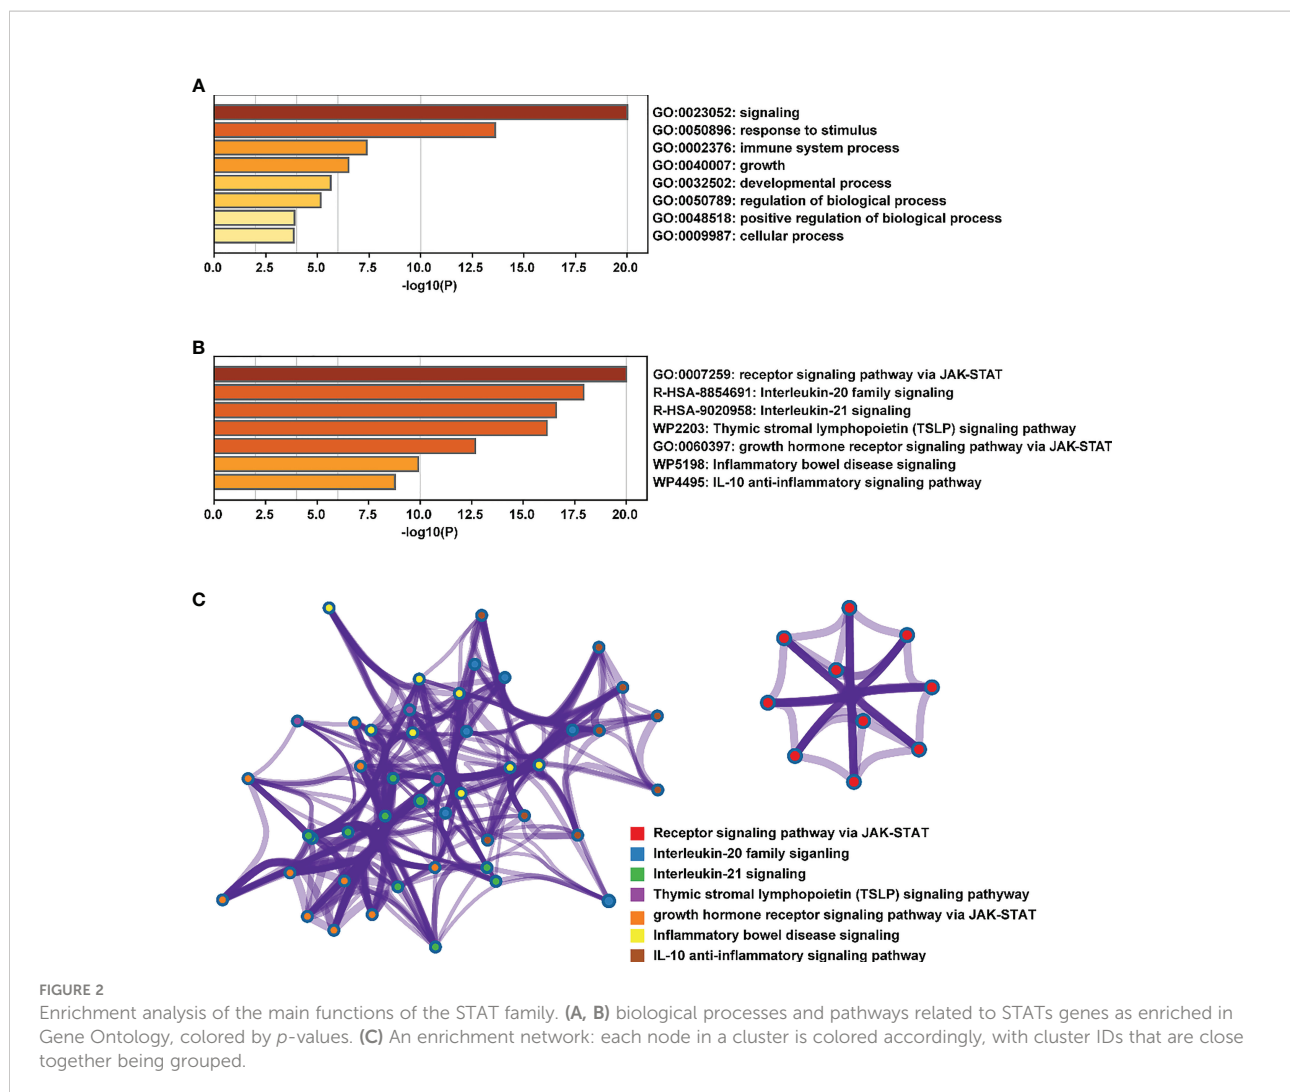 A
GO:0023052: signaling
GO:0050896: response to stimulus
GO:0002376: immune system process
GO:0040007: growth
GO:0032502: developmental process
GO:0050789: regulation of biological process
GO:0048518: positive regulation of biological process
GO:0009987: cellular process
0.0 2.5 5.0 7.5 10.0 12.5 15.0 17.5 20.0
-log10(P)
B
GO:0007259: receptor signaling pathway via JAK-STAT
R-HSA-8854691: Interleukin-20 family signaling
R-HSA-9020958: Interleukin-21 signaling
WP2203: Thymic stromal lymphopoietin (TSLP) signaling pathway
GO:0060397: growth hormone receptor signaling pathway via JAK-STAT
WP5198: Inflammatory bowel disease signaling
WP4495: IL-10 anti-inflammatory signaling pathway
0.0 2.5 5.0 7.5 10.0 12.5 15.0 17.5 20.0
-log10(P)
C
Receptor signaling pathway via JAK-STAT
Interleukin-20 family siganling
Interleukin-21 signaling
Thymic stromal lymphopoietin (TSLP) signaling pathyway
growth hormone receptor signaling pathway via JAK-STAT
Inflammatory bowel disease signaling
IL-10 anti-inflammatory signaling pathway
FIGURE 2
Enrichment analysis of the main functions of the STAT family. (A, B) biological processes and pathways related to STATs genes as enriched in
Gene Ontology, colored by p-values. (C) An enrichment network: each node in a cluster is colored accordingly, with cluster IDs that are close
together being grouped.